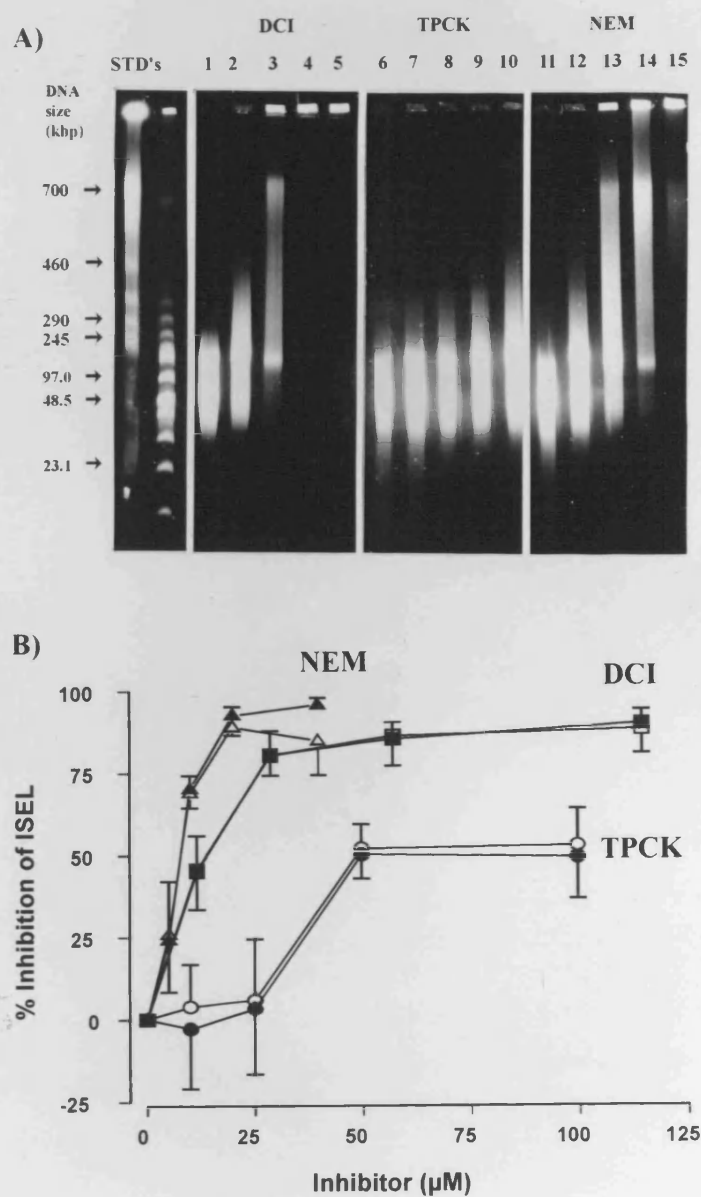 A)
DCI TPCK NEM
STD's 1 2 3 4 5 6 7 8 9 10 11 12 13 14 15
DNA
size
(kbp)
700 →
460 →
290 →
245 →
97.0 →
48.5 →
23.1 →
B)
NEM DCI
TPCK
% Inhibition of ISEL
100
75
50
25
0
-25
0 25 50 75 100 125
Inhibitor (µM)